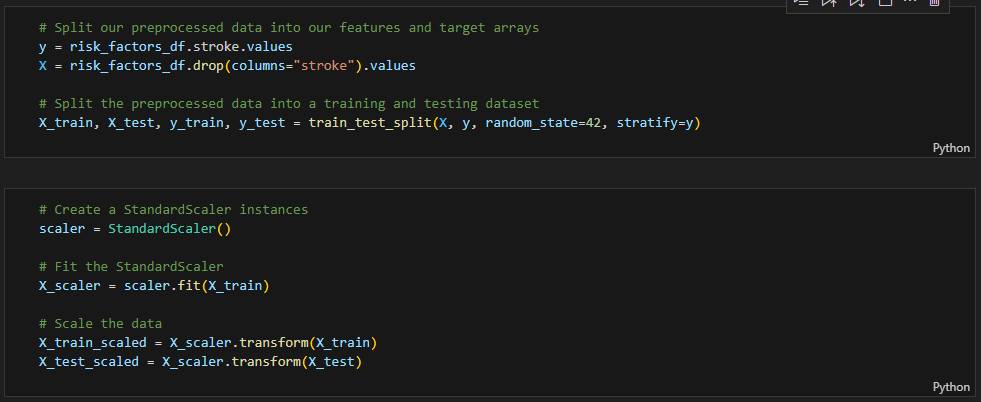 # Split our preprocessed data into our features and target arrays
y = risk_factors_df.stroke.values
X = risk_factors_df.drop(columns="stroke").values
# Split the preprocessed data into a training and testing dataset
X_train, X_test, y_train, y_test = train_test_split(X, y, random_state=42, stratify=y)
Python
# Create a StandardScaler instances
scaler = StandardScaler()
# Fit the StandardScaler
X_scaler = scaler.fit(X_train)
# Scale the data
X_train_scaled = X_scaler.transform(X_train)
X_test_scaled = X_scaler.transform(X_test)
Python